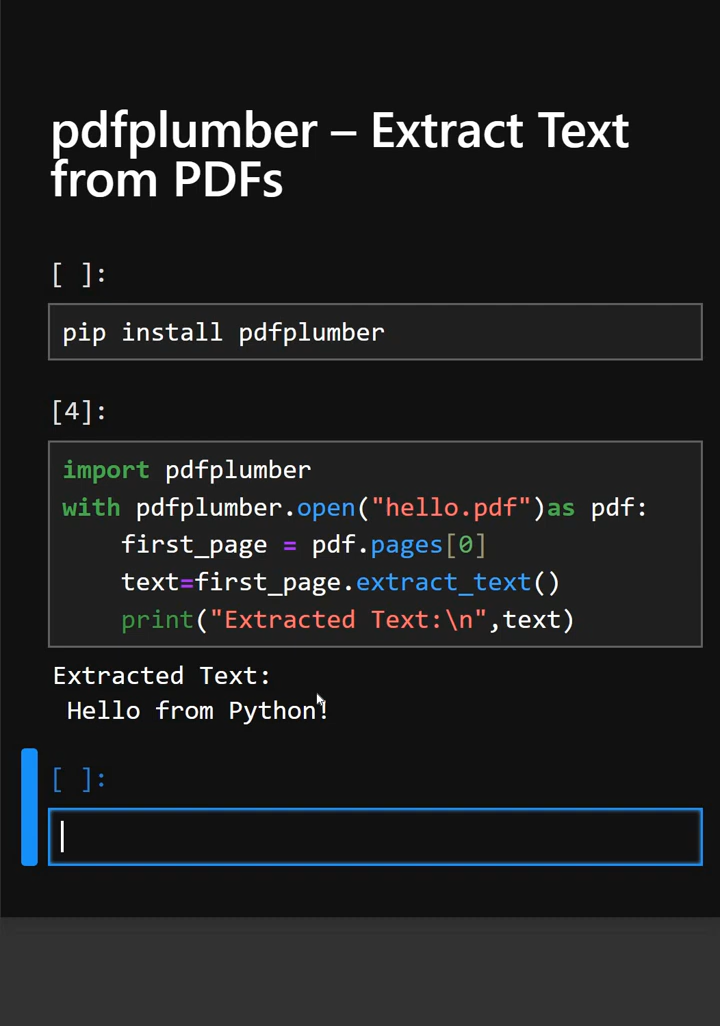 pdfplumber – Extract Text
from PDFs
[ ]:
pip install pdfplumber
[4]:
import pdfplumber
with pdfplumber.open("hello.pdf")as pdf:
    first_page = pdf.pages[0]
    text=first_page.extract_text()
    print("Extracted Text:\n",text)
Extracted Text:
 Hello from Python!
[ ]: